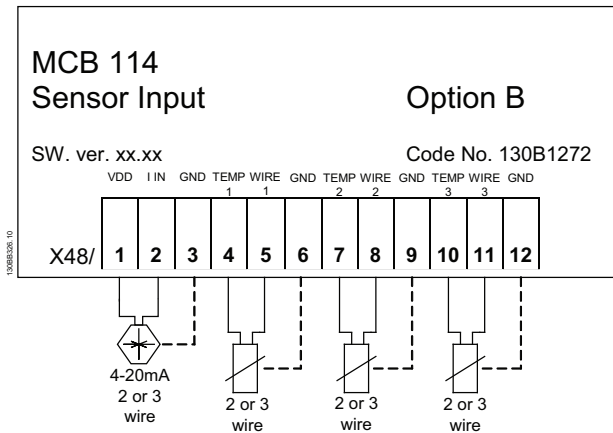 MCB 114
Sensor Input Option B
SW. ver. xx.xx Code No. 130B1272
VDD I IN GND TEMP WIRE GND TEMP WIRE GND TEMP WIRE GND
1 1 2 2 3 3
X48/ 1 2 3 4 5 6 7 8 9 10 11 12
130BB326.10
4-20mA
2 or 3
wire
2 or 3
wire
2 or 3
wire
2 or 3
wire